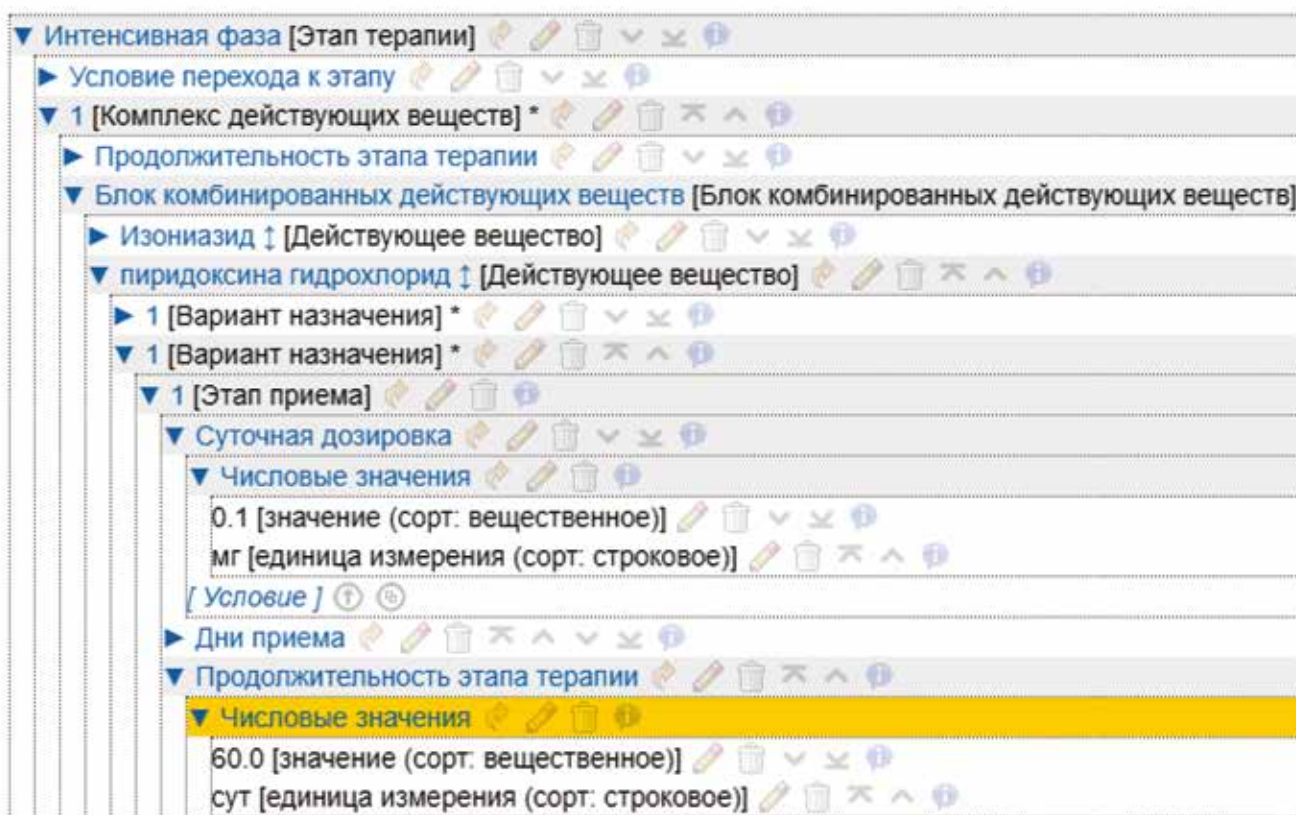 ▼ Интенсивная фаза [Этап терапии]
► Условие перехода к этапу
▼ 1 [Комплекс действующих веществ] *
► Продолжительность этапа терапии
▼ Блок комбинированных действующих веществ [Блок комбинированных действующих веществ]
► Изониазид ↕ [Действующее вещество]
▼ пиридоксина гидрохлорид ↕ [Действующее вещество]
► 1 [Вариант назначения] *
▼ 1 [Вариант назначения] *
▼ 1 [Этап приема]
▼ Суточная дозировка
▼ Числовые значения
0.1 [значение (сорт: вещественное)]
мг [единица измерения (сорт: строковое)]
[ Условие ]
► Дни приема
▼ Продолжительность этапа терапии
▼ Числовые значения
60.0 [значение (сорт: вещественное)]
сут [единица измерения (сорт: строковое)]